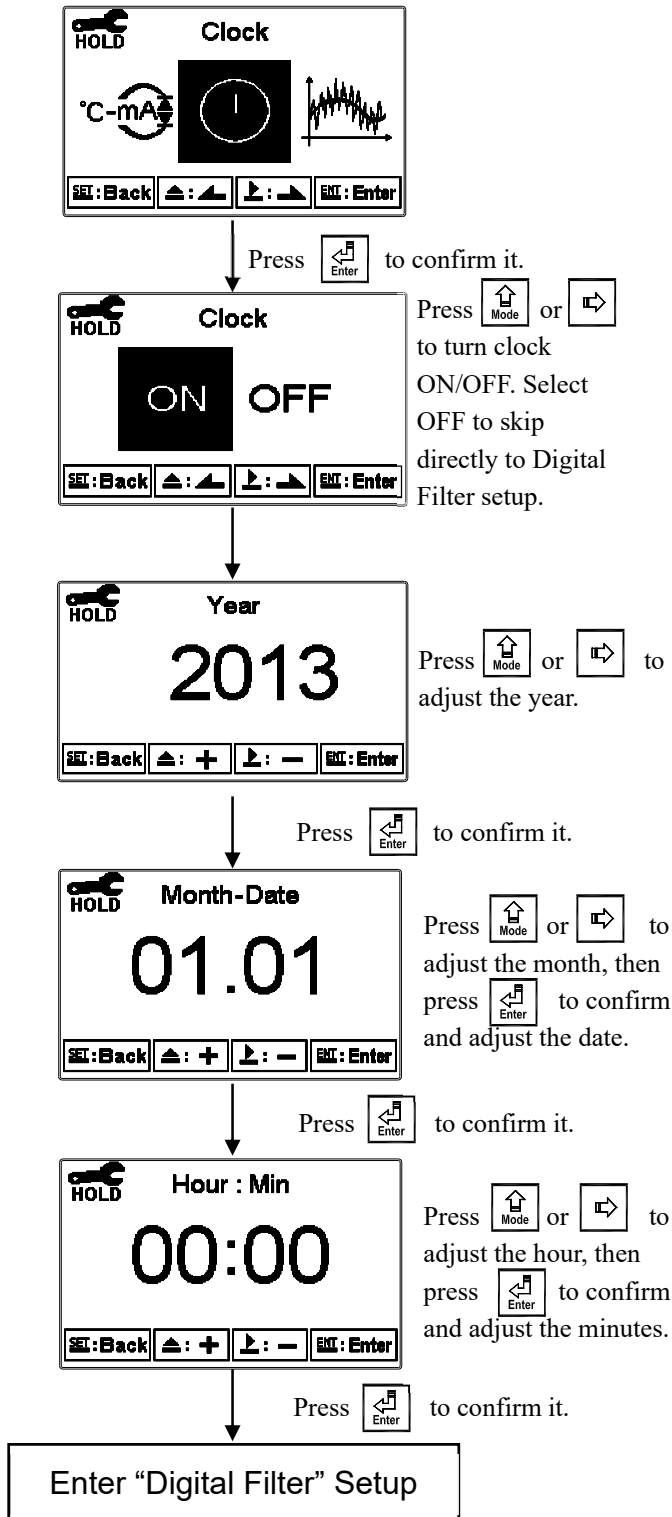 HOLD
Clock
°C-mA
SET:Back
: 
: 
ENT:Enter
Press Enter to confirm it.
HOLD
Clock
ON OFF
SET:Back
: 
: 
ENT:Enter
Press Mode or
to turn clock
ON/OFF. Select
OFF to skip
directly to Digital
Filter setup.
HOLD
Year
2013
SET:Back
: +
: −
ENT:Enter
Press Mode or to
adjust the year.
Press Enter to confirm it.
HOLD
Month-Date
01.01
SET:Back
: +
: −
ENT:Enter
Press Mode or to
adjust the month, then
press Enter to confirm
and adjust the date.
Press Enter to confirm it.
HOLD
Hour : Min
00:00
SET:Back
: +
: −
ENT:Enter
Press Mode or to
adjust the hour, then
press Enter to confirm
and adjust the minutes.
Press Enter to confirm it.
Enter “Digital Filter” Setup